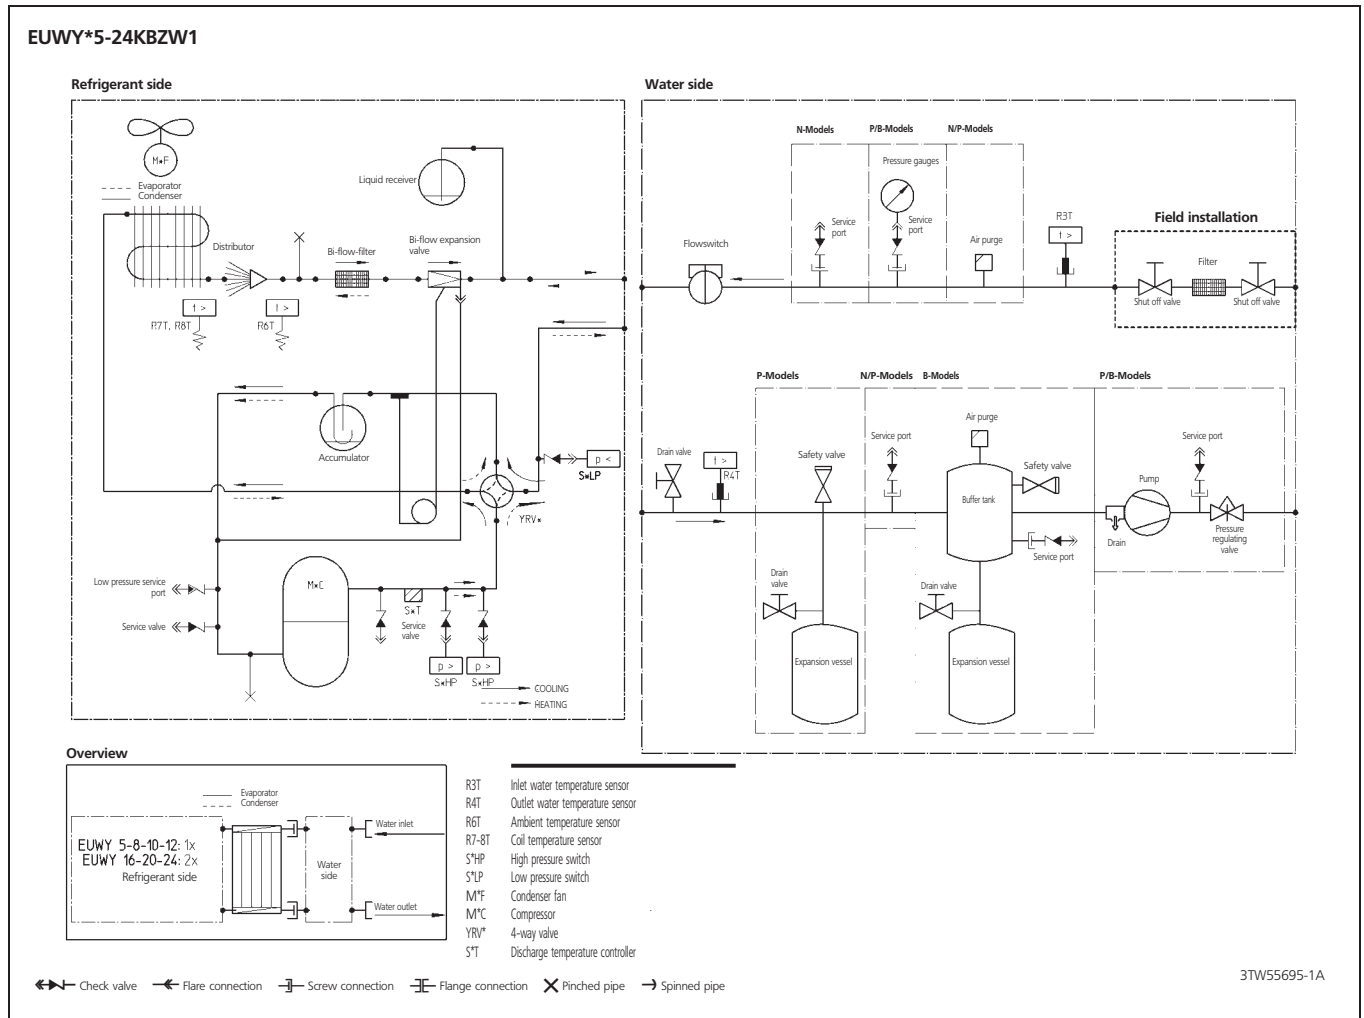 EUWY*5-24KBZW1
Refrigerant side
M*F
Evaporator
Condenser
Liquid receiver
Distributor
Bi-flow-filter
Bi-flow expansion
valve
t >
R7T, R8T
t >
R6T
Accumulator
p <
S*LP
YRV*
Low pressure service
port
Service valve
M*C
S*T
Service
valve
p >
S*HP
p >
S*HP
COOLING
HEATING
Water side
N-Models
P/B-Models
N/P-Models
Pressure gauges
Service
port
Service
port
Air purge
Flowswitch
R3T
t >
Field installation
Filter
Shut off valve
Shut off valve
P-Models
N/P-Models
B-Models
P/B-Models
Drain valve
t >
R4T
Safety valve
Service port
Air purge
Safety valve
Buffer tank
Service port
Pump
Service port
Drain
Pressure
regulating
valve
Drain
valve
Expansion vessel
Drain valve
Expansion vessel
Overview
Evaporator
Condenser
EUWY 5-8-10-12: 1x
EUWY 16-20-24: 2x
Refrigerant side
Water
side
Water inlet
Water outlet
R3T Inlet water temperature sensor
R4T Outlet water temperature sensor
R6T Ambient temperature sensor
R7-8T Coil temperature sensor
S*HP High pressure switch
S*LP Low pressure switch
M*F Condenser fan
M*C Compressor
YRV* 4-way valve
S*T Discharge temperature controller
Check valve
Flare connection
Screw connection
Flange connection
Pinched pipe
Spinned pipe
3TW55695-1A